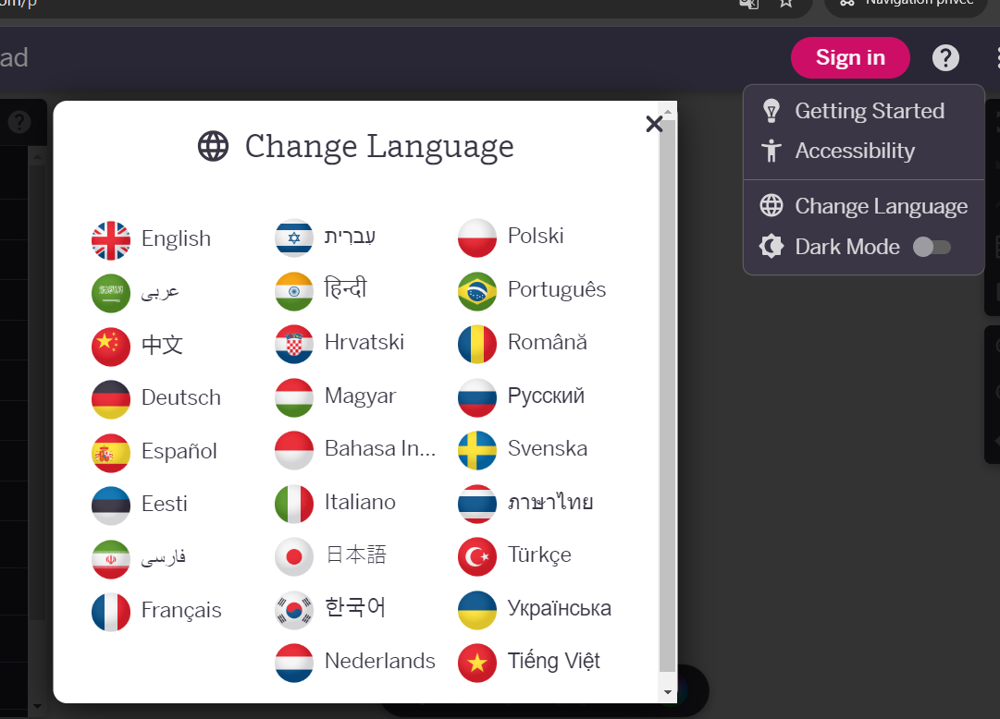 Navigation privée
ad
Sign in
Getting Started
Accessibility
Change Language
Dark Mode
Change Language
English
عربى
中文
Deutsch
Español
Eesti
فارسی
Français
עִברִית
हिन्दी
Hrvatski
Magyar
Bahasa In...
Italiano
日本語
한국어
Nederlands
Polski
Português
Română
Русский
Svenska
ภาษาไทย
Türkçe
Українська
Tiếng Việt